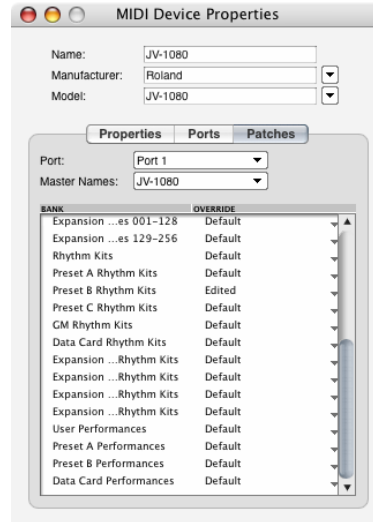 MIDI Device Properties
Name: JV-1080
Manufacturer: Roland
Model: JV-1080
Properties Ports Patches
Port: Port 1
Master Names: JV-1080
BANK OVERRIDE
Expansion ...es 001-128 Default
Expansion ...es 129-256 Default
Rhythm Kits Default
Preset A Rhythm Kits Default
Preset B Rhythm Kits Edited
Preset C Rhythm Kits Default
GM Rhythm Kits Default
Data Card Rhythm Kits Default
Expansion ...Rhythm Kits Default
Expansion ...Rhythm Kits Default
Expansion ...Rhythm Kits Default
Expansion ...Rhythm Kits Default
User Performances Default
Preset A Performances Default
Preset B Performances Default
Data Card Performances Default